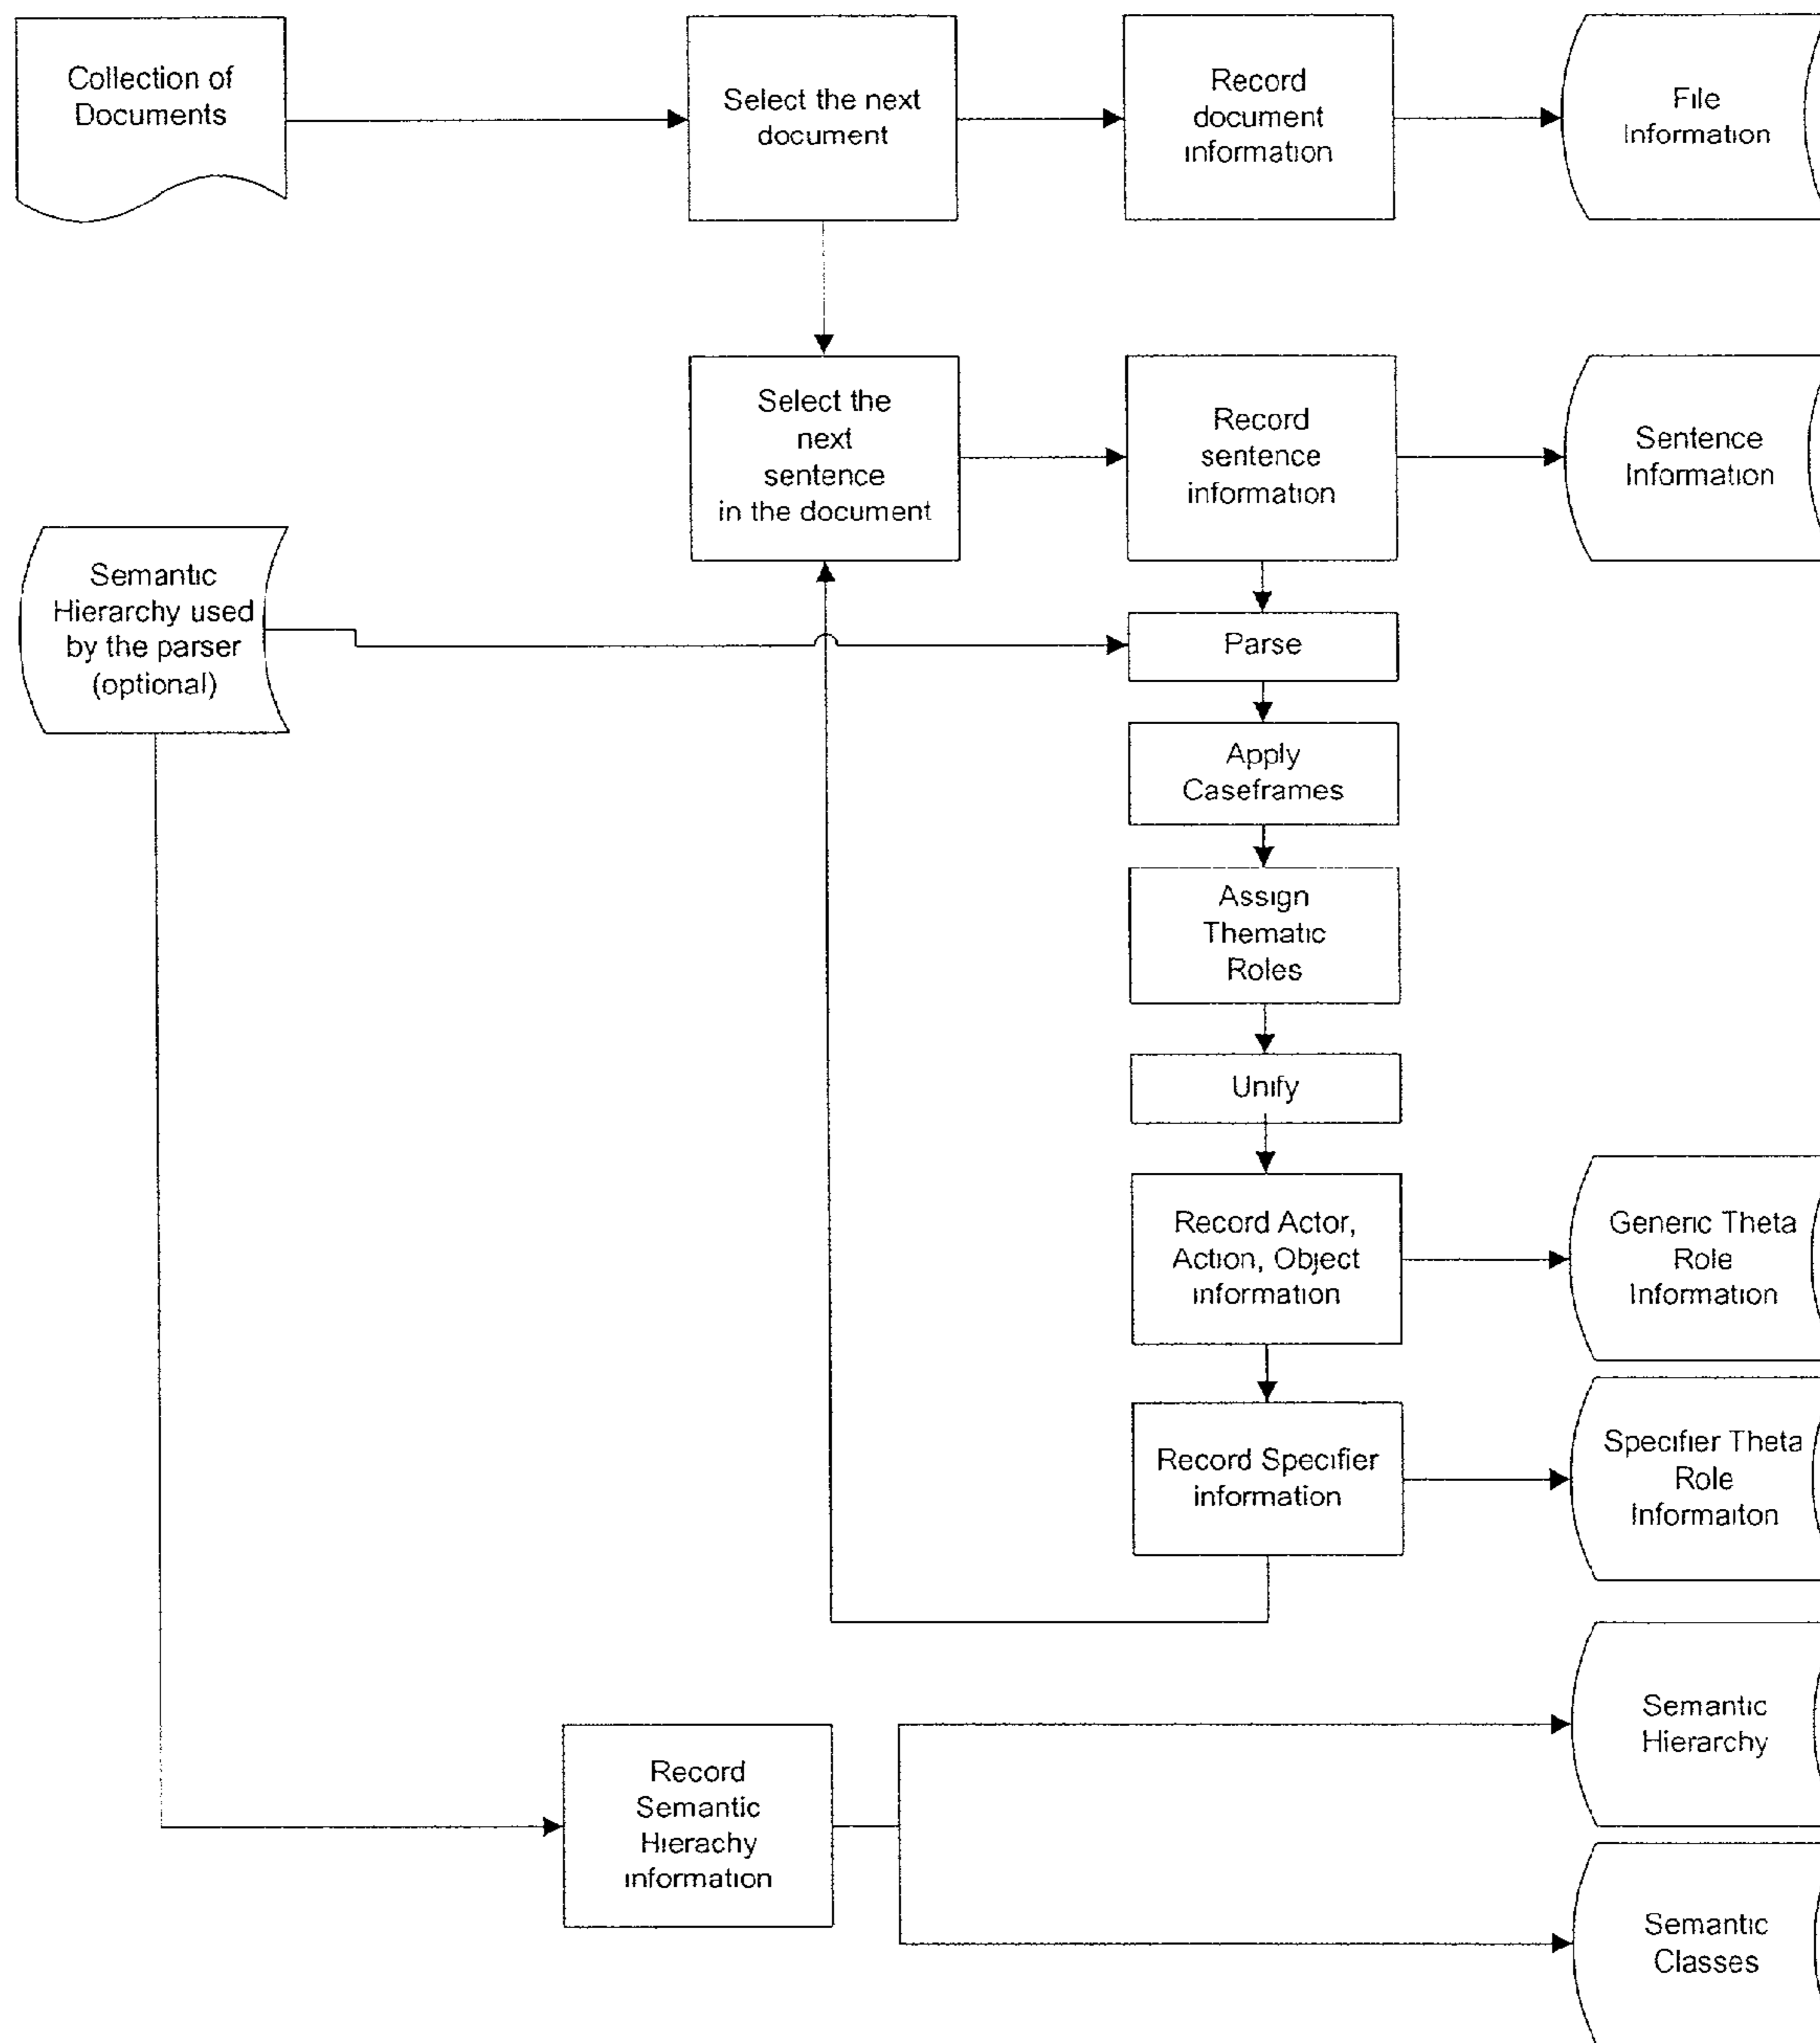 Collection of
Documents
Select the next
document
Record
document
information
File
Information
Select the
next
sentence
in the document
Record
sentence
information
Sentence
Information
Semantic
Hierarchy used
by the parser
(optional)
Parse
Apply
Caseframes
Assign
Thematic
Roles
Unify
Record Actor,
Action, Object
information
Generic Theta
Role
Information
Record Specifier
information
Specifier Theta
Role
Informaiton
Semantic
Hierarchy
Record
Semantic
Hierachy
information
Semantic
Classes